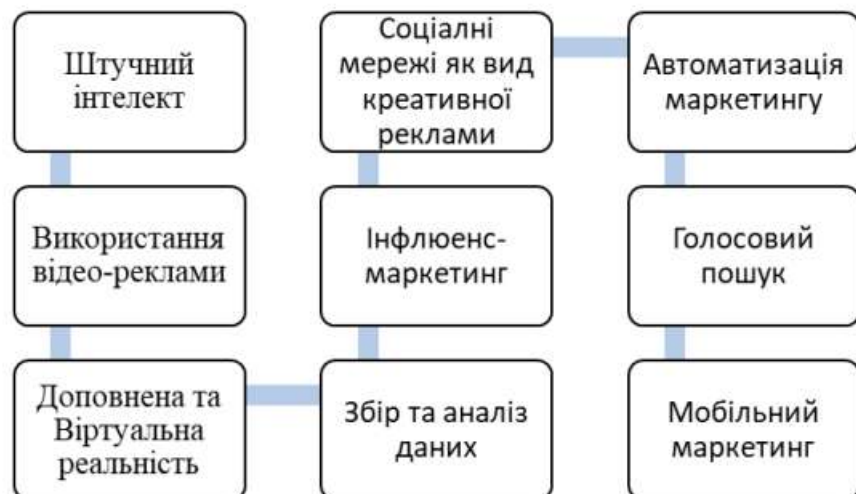 Штучний
інтелект
Використання
відео-реклами
Доповнена та
Віртуальна
реальність
Збір та аналіз
даних
Інфлюенс-
маркетинг
Соціалні
мережі як вид
креативної
реклами
Автоматизація
маркетингу
Голосовий
пошук
Мобільний
маркетинг